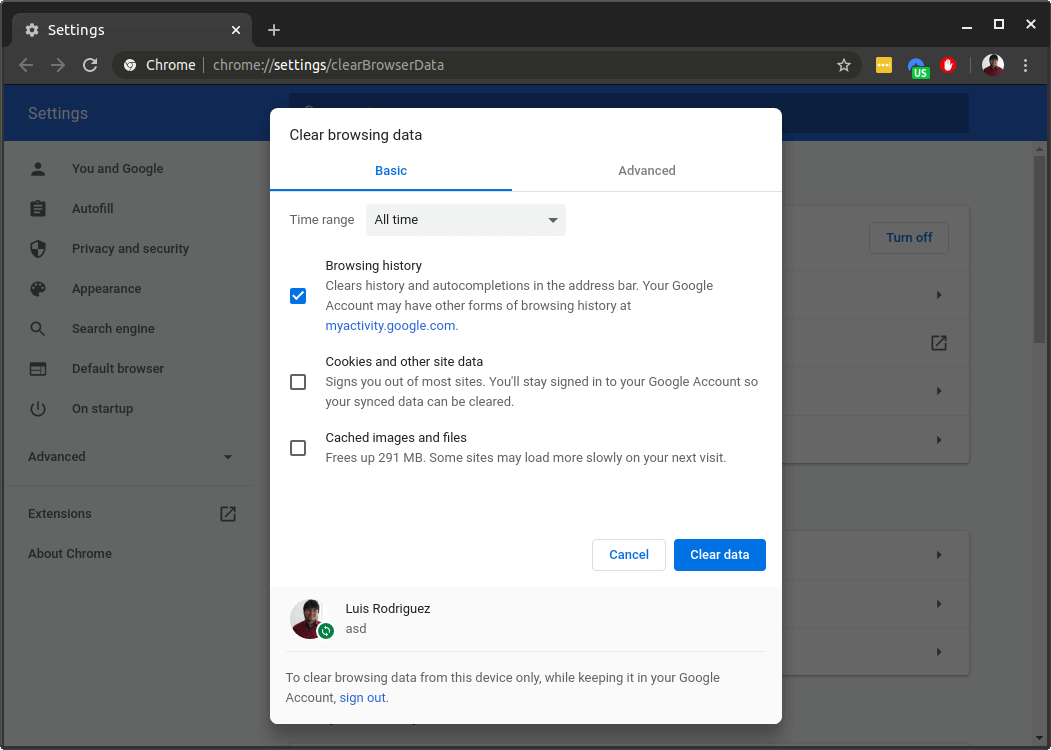 Settings
Chrome | chrome://settings/clearBrowserData
US
Settings
You and Google
Autofill
Privacy and security
Appearance
Search engine
Default browser
On startup
Advanced
Extensions
About Chrome
Turn off
Clear browsing data
Basic
Advanced
Time range
All time
Browsing history
Clears history and autocompletions in the address bar. Your Google
Account may have other forms of browsing history at
myactivity.google.com.
Cookies and other site data
Signs you out of most sites. You'll stay signed in to your Google Account so
your synced data can be cleared.
Cached images and files
Frees up 291 MB. Some sites may load more slowly on your next visit.
Cancel
Clear data
Luis Rodriguez
asd
To clear browsing data from this device only, while keeping it in your Google
Account, sign out.